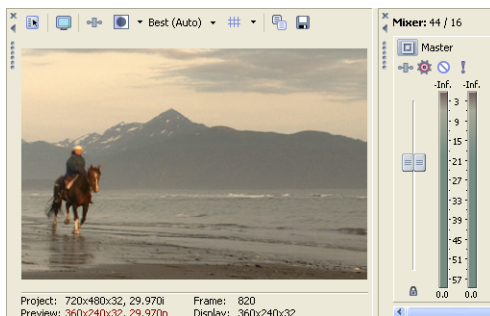 Best (Auto)
Project: 720x480x32, 29.970i
Frame: 820
Preview: 360x240x32, 29.970p
Display: 360x240x32
Mixer: 44 / 16
Master
-Inf. -Inf.
3
9
15
21
27
33
39
45
51
57
0.0 0.0